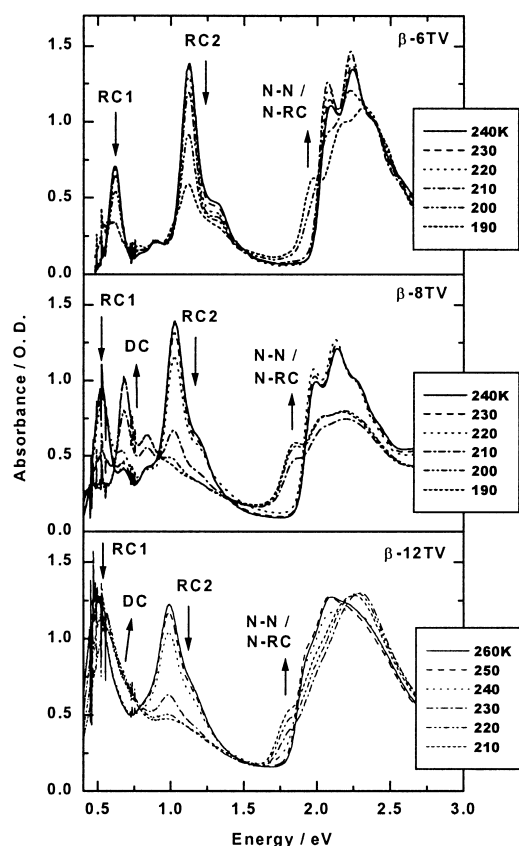 β-6TV
RC2
RC1
N-N /
N-RC
1.5
1.0
0.5
0.0
240K
230
220
210
200
190
β-8TV
RC1
DC
RC2
N-N /
N-RC
1.5
1.0
0.5
0.0
240K
230
220
210
200
190
β-12TV
RC1
DC
RC2
N-N /
N-RC
1.5
1.0
0.5
0.0
260K
250
240
230
220
210
0.5 1.0 1.5 2.0 2.5 3.0
Absorbance / O. D.
Energy / eV